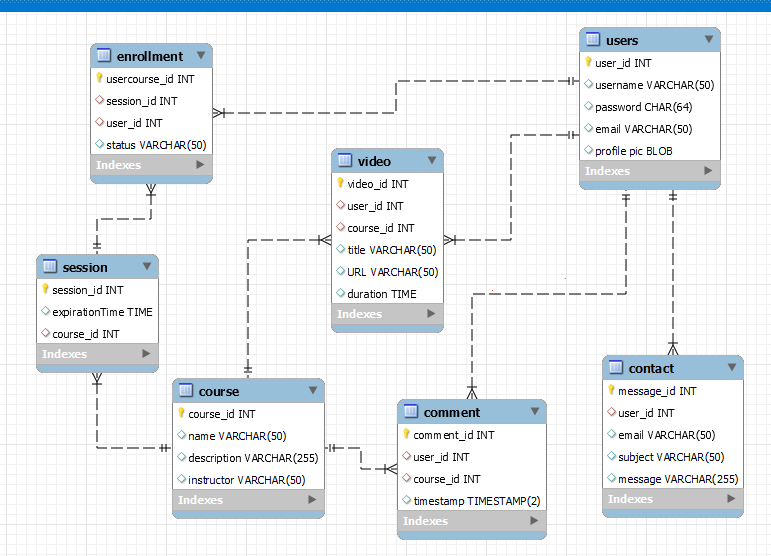 enrollment
usercourse_id INT
session_id INT
user_id INT
status VARCHAR(50)
Indexes
users
user_id INT
username VARCHAR(50)
password CHAR(64)
email VARCHAR(50)
profile pic BLOB
Indexes
video
video_id INT
user_id INT
course_id INT
title VARCHAR(50)
URL VARCHAR(50)
duration TIME
Indexes
session
session_id INT
expirationTime TIME
course_id INT
Indexes
course
course_id INT
name VARCHAR(50)
description VARCHAR(255)
instructor VARCHAR(50)
Indexes
comment
comment_id INT
user_id INT
course_id INT
timestamp TIMESTAMP(2)
Indexes
contact
message_id INT
user_id INT
email VARCHAR(50)
subject VARCHAR(50)
message VARCHAR(255)
Indexes